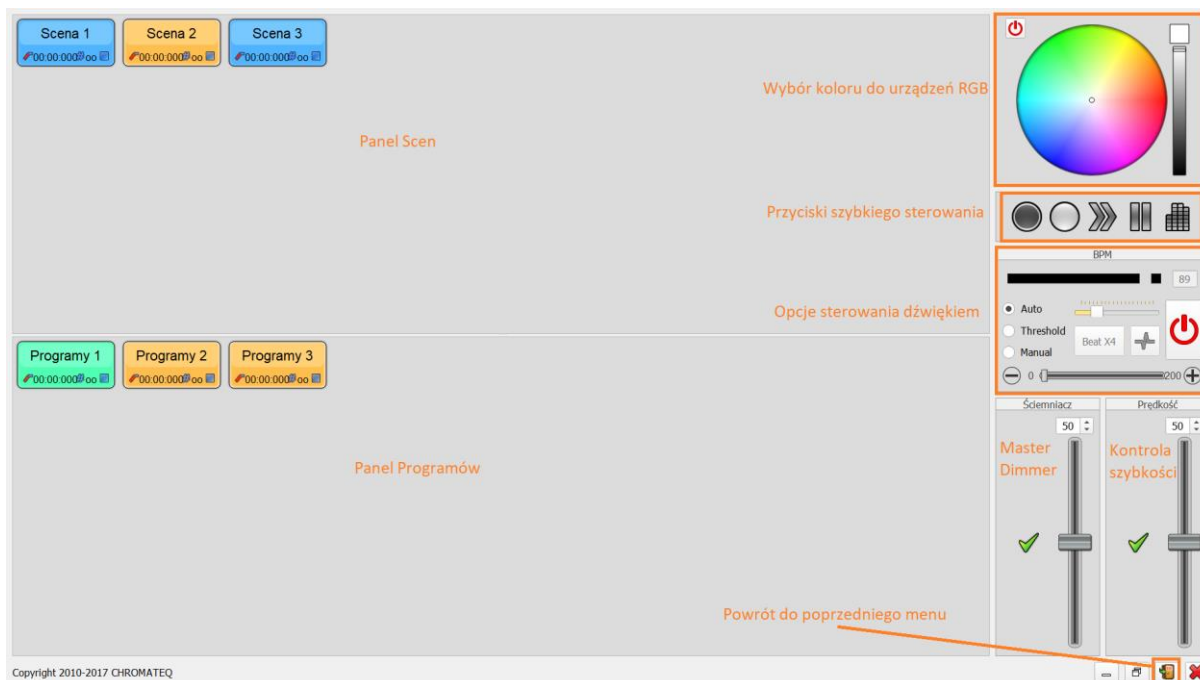 Scena 1
00:00:000 oo
Scena 2
00:00:000 oo
Scena 3
00:00:000 oo
Wybór koloru do urządzeń RGB
Panel Scen
Przyciski szybkiego sterowania
BPM
89
Opcje sterowania dźwiękiem
Auto
Threshold
Manual
Beat X4
0
200
Programy 1
00:00:000 oo
Programy 2
00:00:000 oo
Programy 3
00:00:000 oo
Ściemniacz
Prędkość
50
50
Master
Dimmer
Kontrola
szybkości
Panel Programów
Powrót do poprzedniego menu
Copyright 2010-2017 CHROMATEQ